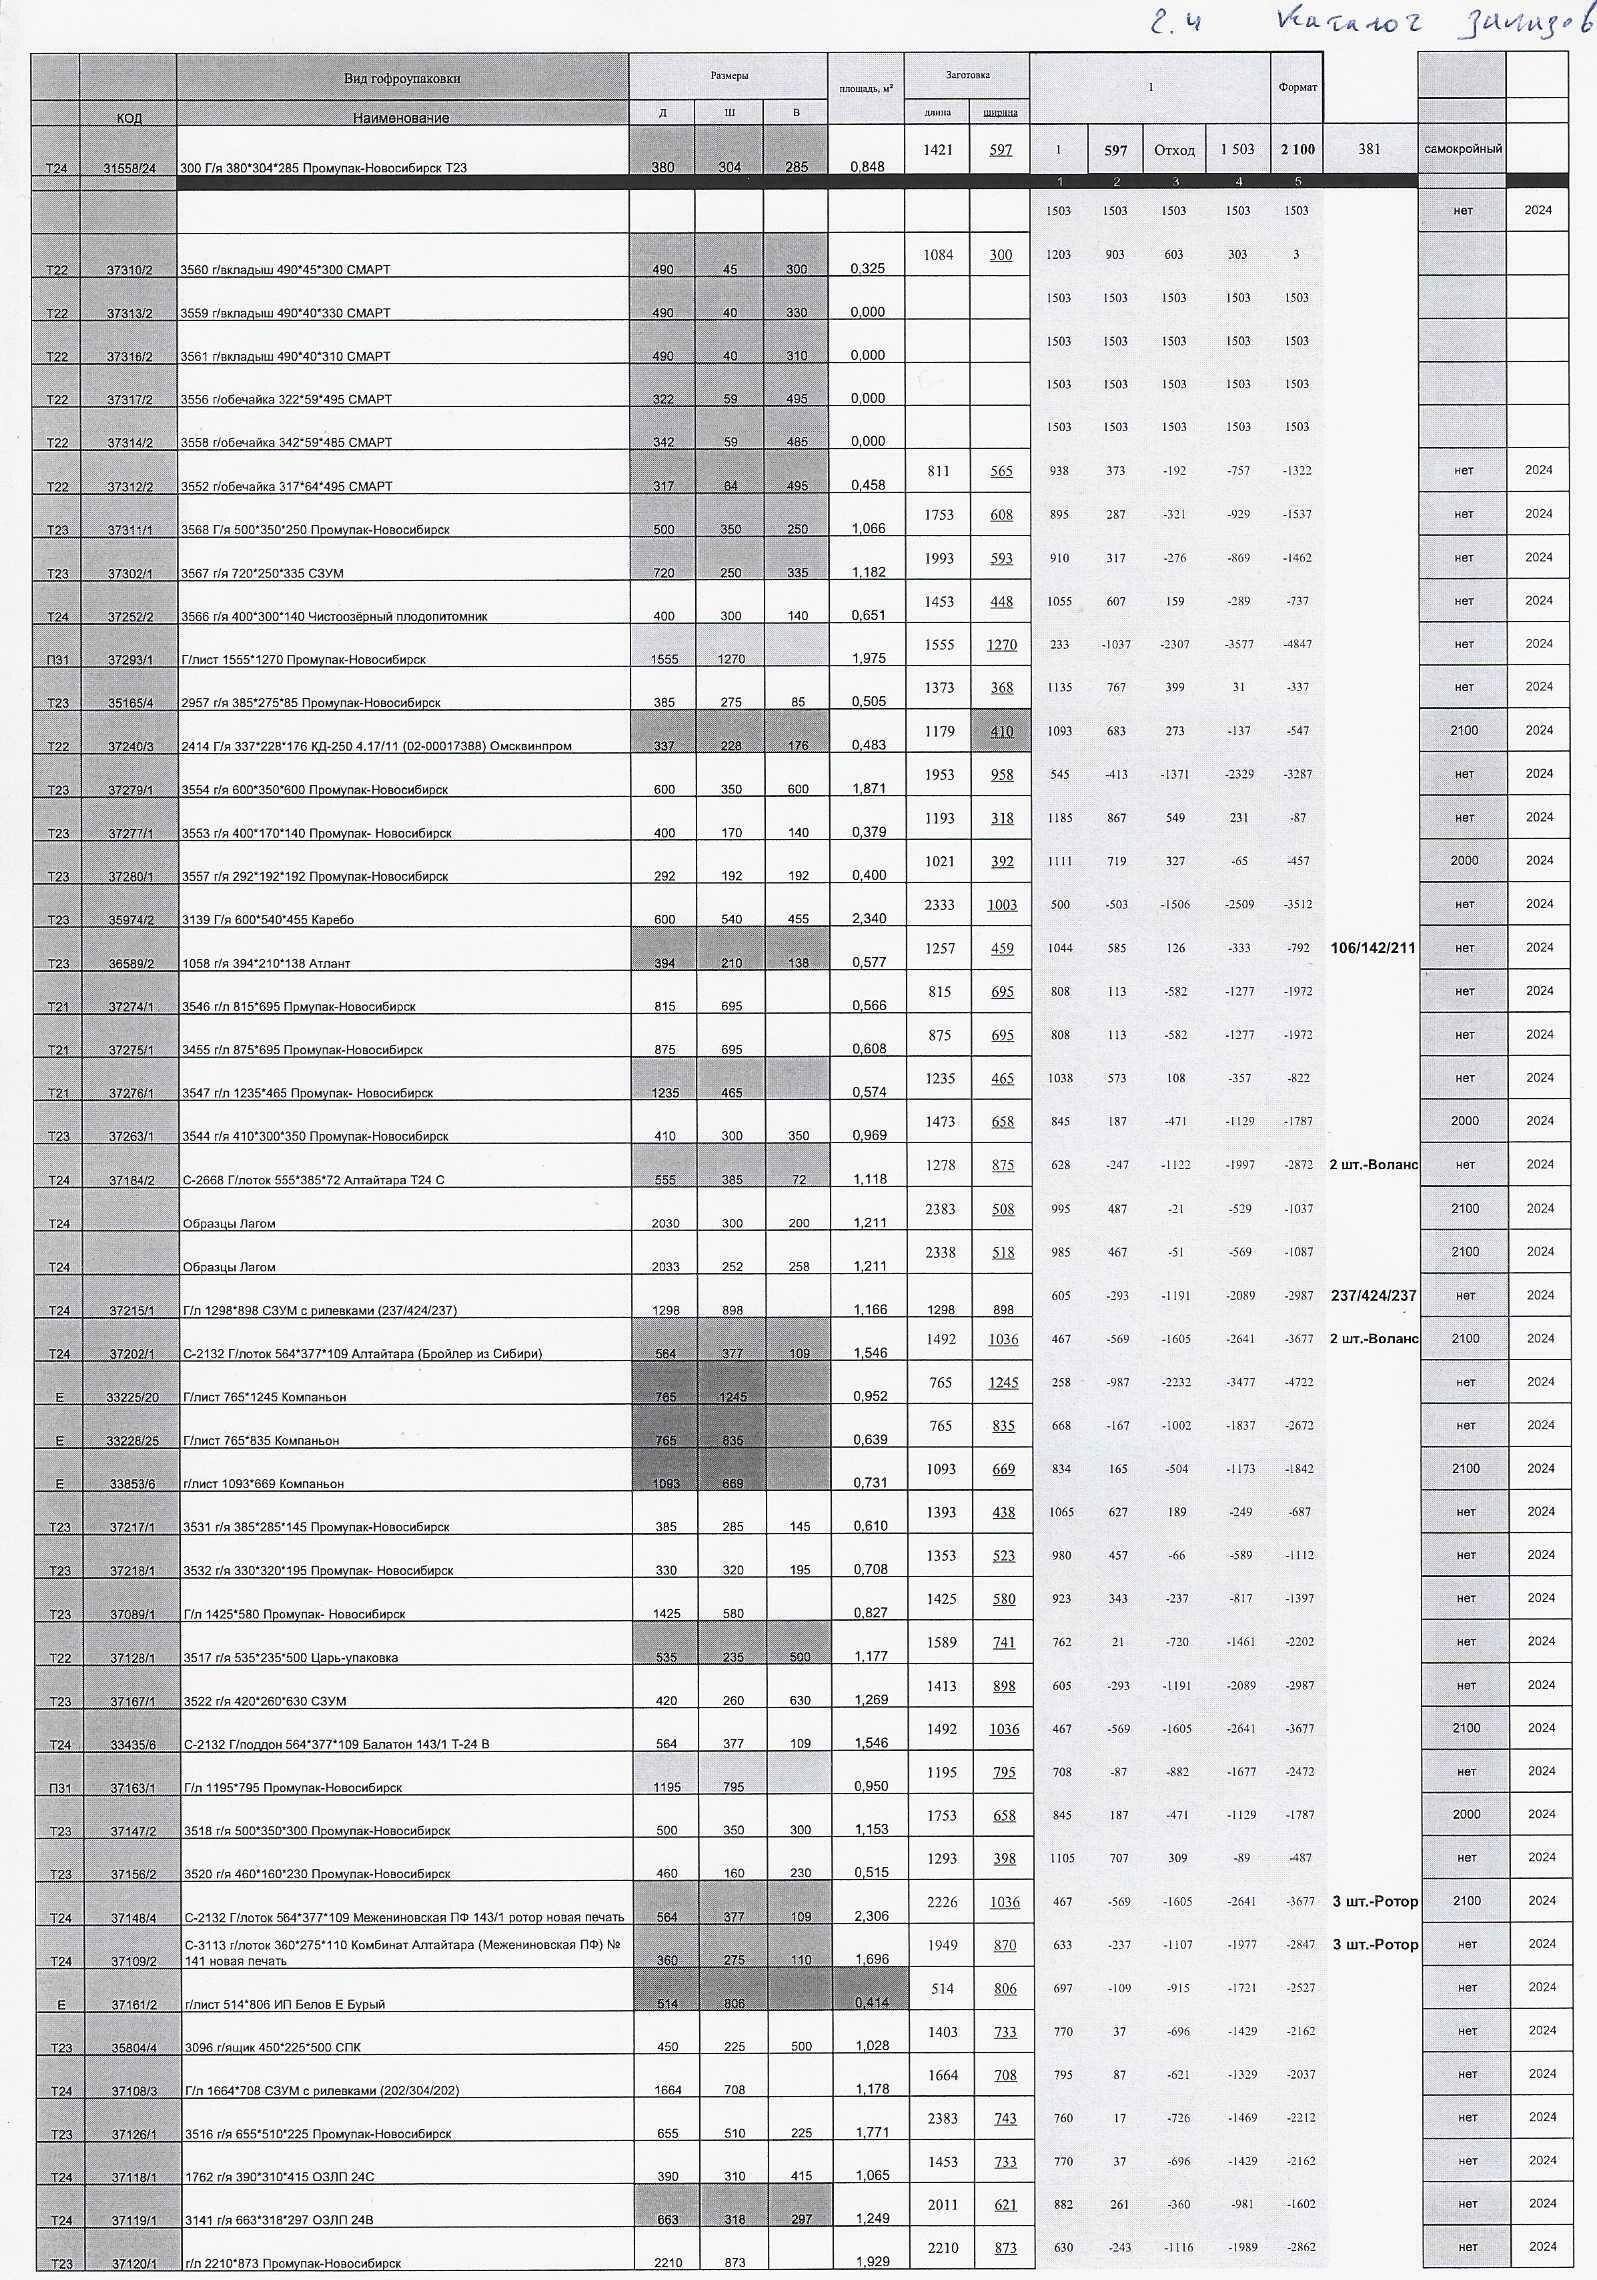 2.4 Каталог
Вид гофроупаковки Размеры площадь, м² Заготовка 1 Формат
КОД Наименование Д Ш В длина ширина
Т24 31558/24 300 Г/я 380*304*285 Промупак-Новосибирск Т23 380 304 285 0,848 1421 597 1 597 Отход 1 503 2 100 381 самокройный
1 2 3 4 5
1503 1503 1503 1503 1503 нет 2024
Т22 37310/2 3560 г/вкладыш 490*45*300 СМАРТ 490 45 300 0,325 1084 300 1203 903 603 303 3
Т22 37313/2 3559 г/вкладыш 490*40*330 СМАРТ 490 40 330 0,000 1503 1503 1503 1503 1503
Т22 37316/2 3561 г/вкладыш 490*40*310 СМАРТ 490 40 310 0,000 1503 1503 1503 1503 1503
Т22 37317/2 3556 г/обечайка 322*59*495 СМАРТ 322 59 495 0,000 1503 1503 1503 1503 1503
Т22 37314/2 3558 г/обечайка 342*59*485 СМАРТ 342 59 485 0,000 1503 1503 1503 1503 1503
Т22 37312/2 3552 г/обечайка 317*64*495 СМАРТ 317 64 495 0,458 811 565 938 373 -192 -757 -1322 нет 2024
Т23 37311/1 3568 Г/я 500*350*250 Промупак-Новосибирск 500 350 250 1,066 1753 608 895 287 -321 -929 -1537 нет 2024
Т23 37302/1 3567 г/я 720*250*335 СЗУМ 720 250 335 1,182 1993 593 910 317 -276 -869 -1462 нет 2024
Т24 37252/2 3566 г/я 400*300*140 Чистоозёрный плодопитомник 400 300 140 0,651 1453 448 1055 607 159 -289 -737 нет 2024
П31 37293/1 Г/лист 1555*1270 Промупак-Новосибирск 1555 1270 1,975 1555 1270 233 -1037 -2307 -3577 -4847 нет 2024
Т23 35165/4 2957 г/я 385*275*85 Промупак-Новосибирск 385 275 85 0,505 1373 368 1135 767 399 31 -337 нет 2024
Т22 37240/3 2414 Г/я 337*228*176 КД-250 4.17/11 (02-00017388) Омсквинпром 337 228 176 0,483 1179 410 1093 683 273 -137 -547 2100 2024
Т23 37279/1 3554 г/я 600*350*600 Промупак-Новосибирск 600 350 600 1,871 1953 958 545 -413 -1371 -2329 -3287 нет 2024
Т23 37277/1 3553 г/я 400*170*140 Промупак- Новосибирск 400 170 140 0,379 1193 318 1185 867 549 231 -87 нет 2024
Т23 37280/1 3557 г/я 292*192*192 Промупак-Новосибирск 292 192 192 0,400 1021 392 1111 719 327 -65 -457 2000 2024
Т23 35974/2 3139 Г/я 600*540*455 Каребо 600 540 455 2,340 2333 1003 500 -503 -1506 -2509 -3512 нет 2024
Т23 36589/2 1058 г/я 394*210*138 Атлант 394 210 138 0,577 1257 459 1044 585 126 -333 -792 106/142/211 нет 2024
Т21 37274/1 3546 г/л 815*695 Прмупак-Новосибирск 815 695 0,566 815 695 808 113 -582 -1277 -1972 нет 2024
Т21 37275/1 3455 г/л 875*695 Промупак-Новосибирск 875 695 0,608 875 695 808 113 -582 -1277 -1972 нет 2024
Т21 37276/1 3547 г/л 1235*465 Промупак- Новосибирск 1235 465 0,574 1235 465 1038 573 108 -357 -822 нет 2024
Т23 37263/1 3544 г/я 410*300*350 Промупак-Новосибирск 410 300 350 0,969 1473 658 845 187 -471 -1129 -1787 2000 2024
Т24 37184/2 С-2668 Г/лоток 555*385*72 Алтайтара Т24 С 555 385 72 1,118 1278 875 628 -247 -1122 -1997 -2872 2 шт.-Воланс нет 2024
Т24 Образцы Лагом 2030 300 200 1,211 2383 508 995 487 -21 -529 -1037 2100 2024
Т24 Образцы Лагом 2033 252 258 1,211 2338 518 985 467 -51 -569 -1087 2100 2024
Т24 37215/1 Г/л 1298*898 СЗУМ с рилевками (237/424/237) 1298 898 1,166 1298 898 605 -293 -1191 -2089 -2987 237/424/237 нет 2024
Т24 37202/1 С-2132 Г/лоток 564*377*109 Алтайтара (Бройлер из Сибири) 564 377 109 1,546 1492 1036 467 -569 -1605 -2641 -3677 2 шт.-Воланс 2100 2024
Е 33225/20 Г/лист 765*1245 Компаньон 765 1245 0,952 765 1245 258 -987 -2232 -3477 -4722 нет 2024
Е 33226/25 Г/лист 765*835 Компаньон 765 835 0,639 765 835 668 -167 -1002 -1837 -2672 нет 2024
Е 33853/6 г/лист 1093*669 Компаньон 1093 669 0,731 1093 669 834 165 -504 -1173 -1842 2100 2024
Т23 37217/1 3531 г/я 385*285*145 Промупак-Новосибирск 385 285 145 0,610 1393 438 1065 627 189 -249 -687 нет 2024
Т23 37218/1 3532 г/я 330*320*195 Промупак- Новосибирск 330 320 195 0,708 1353 523 980 457 -66 -589 -1112 нет 2024
Т23 37089/1 Г/л 1425*580 Промупак- Новосибирск 1425 580 0,827 1425 580 923 343 -237 -817 -1397 нет 2024
Т22 37128/1 3517 г/я 535*235*500 Царь-упаковка 535 235 500 1,177 1589 741 762 21 -720 -1461 -2202 нет 2024
Т23 37167/1 3522 г/я 420*260*630 СЗУМ 420 260 630 1,269 1413 898 605 -293 -1191 -2089 -2987 нет 2024
Т24 33435/6 С-2132 Г/поддон 564*377*109 Балатон 143/1 Т-24 В 564 377 109 1,546 1492 1036 467 -569 -1605 -2641 -3677 2100 2024
П31 37163/1 Г/л 1195*795 Промупак-Новосибирск 1195 795 0,950 1195 795 708 -87 -882 -1677 -2472 нет 2024
Т23 37147/2 3518 г/я 500*350*300 Промупак-Новосибирск 500 350 300 1,153 1753 658 845 187 -471 -1129 -1787 2000 2024
Т23 37156/2 3520 г/я 460*160*230 Промупак-Новосибирск 460 160 230 0,515 1293 398 1105 707 309 -89 -487 нет 2024
Т24 37148/4 С-2132 Г/лоток 564*377*109 Межениновская ПФ 143/1 ротор новая печать 564 377 109 2,306 2226 1036 467 -569 -1605 -2641 -3677 3 шт.-Ротор 2100 2024
Т24 37109/2 С-3113 г/лоток 360*275*110 Комбинат Алтайтара (Межениновская ПФ) № 360 275 110 1,696 1949 870 633 -237 -1107 -1977 -2847 3 шт.-Ротор нет 2024
141 новая печать
Е 37161/2 г/лист 514*806 ИП Белов Е Бурый 514 806 0,414 514 806 697 -109 -915 -1721 -2527 нет 2024
Т23 35804/4 3096 г/ящик 450*225*500 СПК 450 225 500 1,028 1403 733 770 37 -696 -1429 -2162 нет 2024
Т24 37108/3 Г/л 1664*708 СЗУМ с рилевками (202/304/202) 1664 708 1,178 1664 708 795 87 -621 -1329 -2037 нет 2024
Т23 37126/1 3516 г/я 655*510*225 Промупак-Новосибирск 655 510 225 1,771 2383 743 760 17 -726 -1469 -2212 нет 2024
Т24 37118/1 1762 г/я 390*310*415 ОЗЛП 24С 390 310 415 1,065 1453 733 770 37 -696 -1429 -2162 нет 2024
Т24 37119/1 3141 г/я 663*318*297 ОЗЛП 24В 663 318 297 1,249 2011 621 882 261 -360 -981 -1602 нет 2024
Т23 37120/1 г/л 2210*873 Промупак-Новосибирск 2210 873 1,929 2210 873 630 -243 -1116 -1989 -2862 нет 2024